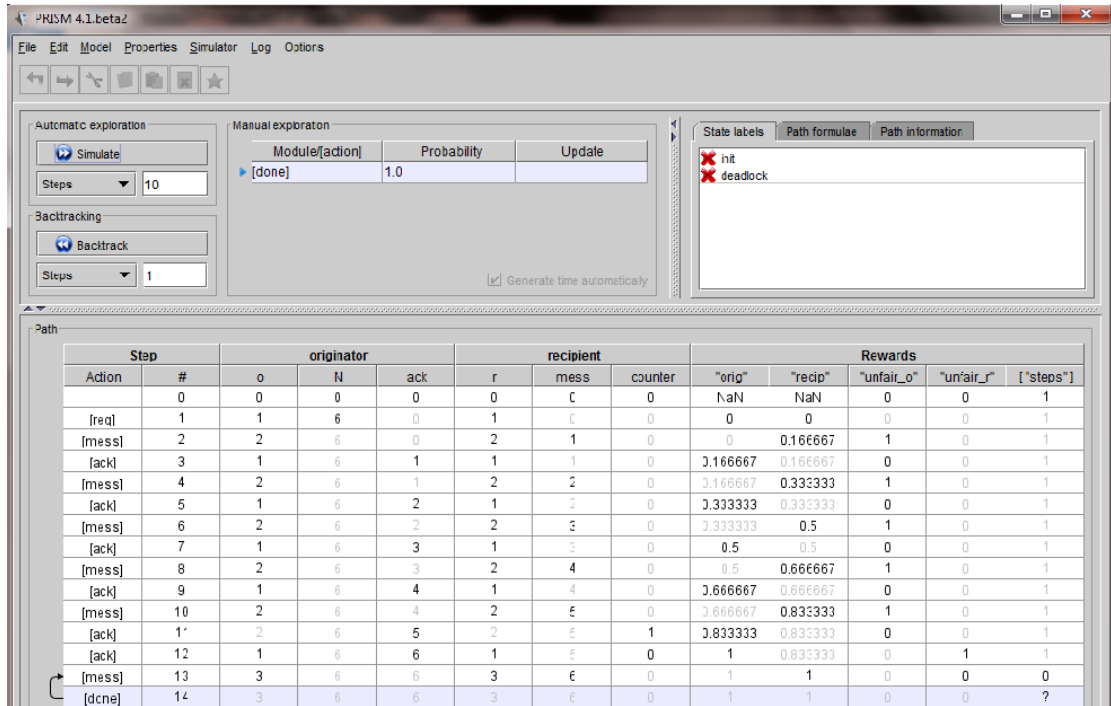 PRISM 4.1.beta2
File Edit Model Properties Simulator Log Options
Automatic exploration
Simulate
Steps 10
Backtracking
Backtrack
Steps 1
Manual exploration
Module/[action] Probability Update
[done] 1.0
Generate time automatically
State labels Path formulae Path information
init
deadlock
Path
Step originator recipient Rewards
Action # o N ack r mess counter "orig" "recip" "unfair_o" "unfair_r" ["steps"]
0 0 0 0 0 0 0 NaN NaN 0 0 1
[req] 1 1 6 0 1 0 0 0 0 0 0 1
[mess] 2 2 6 0 2 1 0 0 0.166667 1 0 1
[ack] 3 1 6 1 1 1 0 0.166667 0.166667 0 0 1
[mess] 4 2 6 1 2 2 0 0.166667 0.333333 1 0 1
[ack] 5 1 6 2 1 2 0 0.333333 0.333333 0 0 1
[mess] 6 2 6 2 2 3 0 0.333333 0.5 1 0 1
[ack] 7 1 6 3 1 3 0 0.5 0.5 0 0 1
[mess] 8 2 6 3 2 4 0 0.5 0.666667 1 0 1
[ack] 9 1 6 4 1 4 0 0.666667 0.666667 0 0 1
[mess] 10 2 6 4 2 5 0 0.666667 0.833333 1 0 1
[ack] 11 2 6 5 2 5 1 0.833333 0.833333 0 0 1
[ack] 12 1 6 6 1 5 0 1 0.833333 0 1 1
[mess] 13 3 6 6 3 6 0 1 1 0 0 0
[done] 14 3 6 6 3 6 0 1 1 0 0 ?